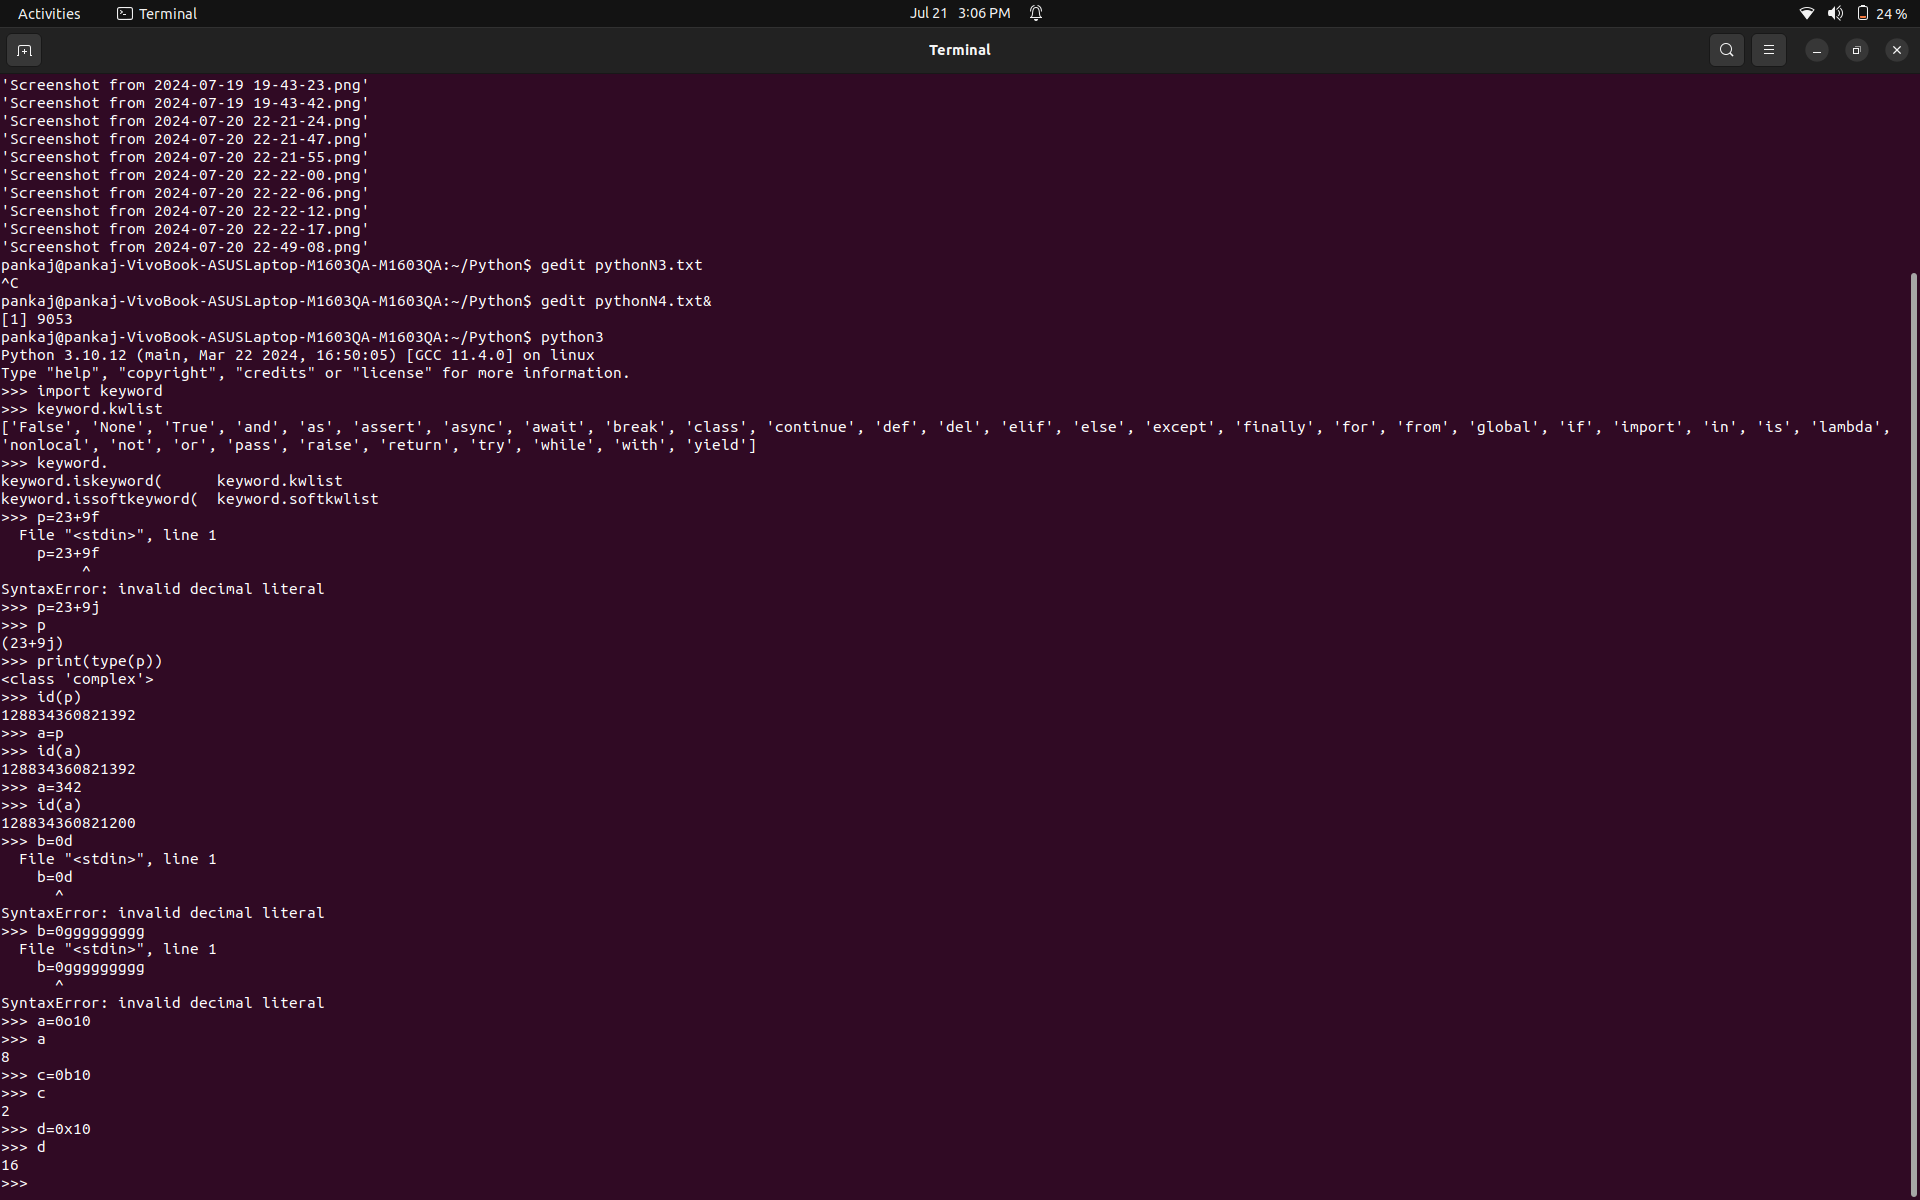 Activities
Terminal
Jul 21 3:06 PM
24 %
Terminal
'Screenshot from 2024-07-19 19-43-23.png'
'Screenshot from 2024-07-19 19-43-42.png'
'Screenshot from 2024-07-20 22-21-24.png'
'Screenshot from 2024-07-20 22-21-47.png'
'Screenshot from 2024-07-20 22-21-55.png'
'Screenshot from 2024-07-20 22-22-00.png'
'Screenshot from 2024-07-20 22-22-06.png'
'Screenshot from 2024-07-20 22-22-12.png'
'Screenshot from 2024-07-20 22-22-17.png'
'Screenshot from 2024-07-20 22-49-08.png'
pankaj@pankaj-VivoBook-ASUSLaptop-M1603QA-M1603QA:~/Python$ gedit pythonN3.txt
^C
pankaj@pankaj-VivoBook-ASUSLaptop-M1603QA-M1603QA:~/Python$ gedit pythonN4.txt&
[1] 9053
pankaj@pankaj-VivoBook-ASUSLaptop-M1603QA-M1603QA:~/Python$ python3
Python 3.10.12 (main, Mar 22 2024, 16:50:05) [GCC 11.4.0] on linux
Type "help", "copyright", "credits" or "license" for more information.
>>> import keyword
>>> keyword.kwlist
['False', 'None', 'True', 'and', 'as', 'assert', 'async', 'await', 'break', 'class', 'continue', 'def', 'del', 'elif', 'else', 'except', 'finally', 'for', 'from', 'global', 'if', 'import', 'in', 'is', 'lambda',
'nonlocal', 'not', 'or', 'pass', 'raise', 'return', 'try', 'while', 'with', 'yield']
>>> keyword.
keyword.iskeyword(      keyword.kwlist
keyword.issoftkeyword(  keyword.softkwlist
>>> p=23+9f
  File "<stdin>", line 1
    p=23+9f
         ^
SyntaxError: invalid decimal literal
>>> p=23+9j
>>> p
(23+9j)
>>> print(type(p))
<class 'complex'>
>>> id(p)
128834360821392
>>> a=p
>>> id(a)
128834360821392
>>> a=342
>>> id(a)
128834360821200
>>> b=0d
  File "<stdin>", line 1
    b=0d
      ^
SyntaxError: invalid decimal literal
>>> b=0ggggggggg
  File "<stdin>", line 1
    b=0ggggggggg
      ^
SyntaxError: invalid decimal literal
>>> a=0o10
>>> a
8
>>> c=0b10
>>> c
2
>>> d=0x10
>>> d
16
>>>